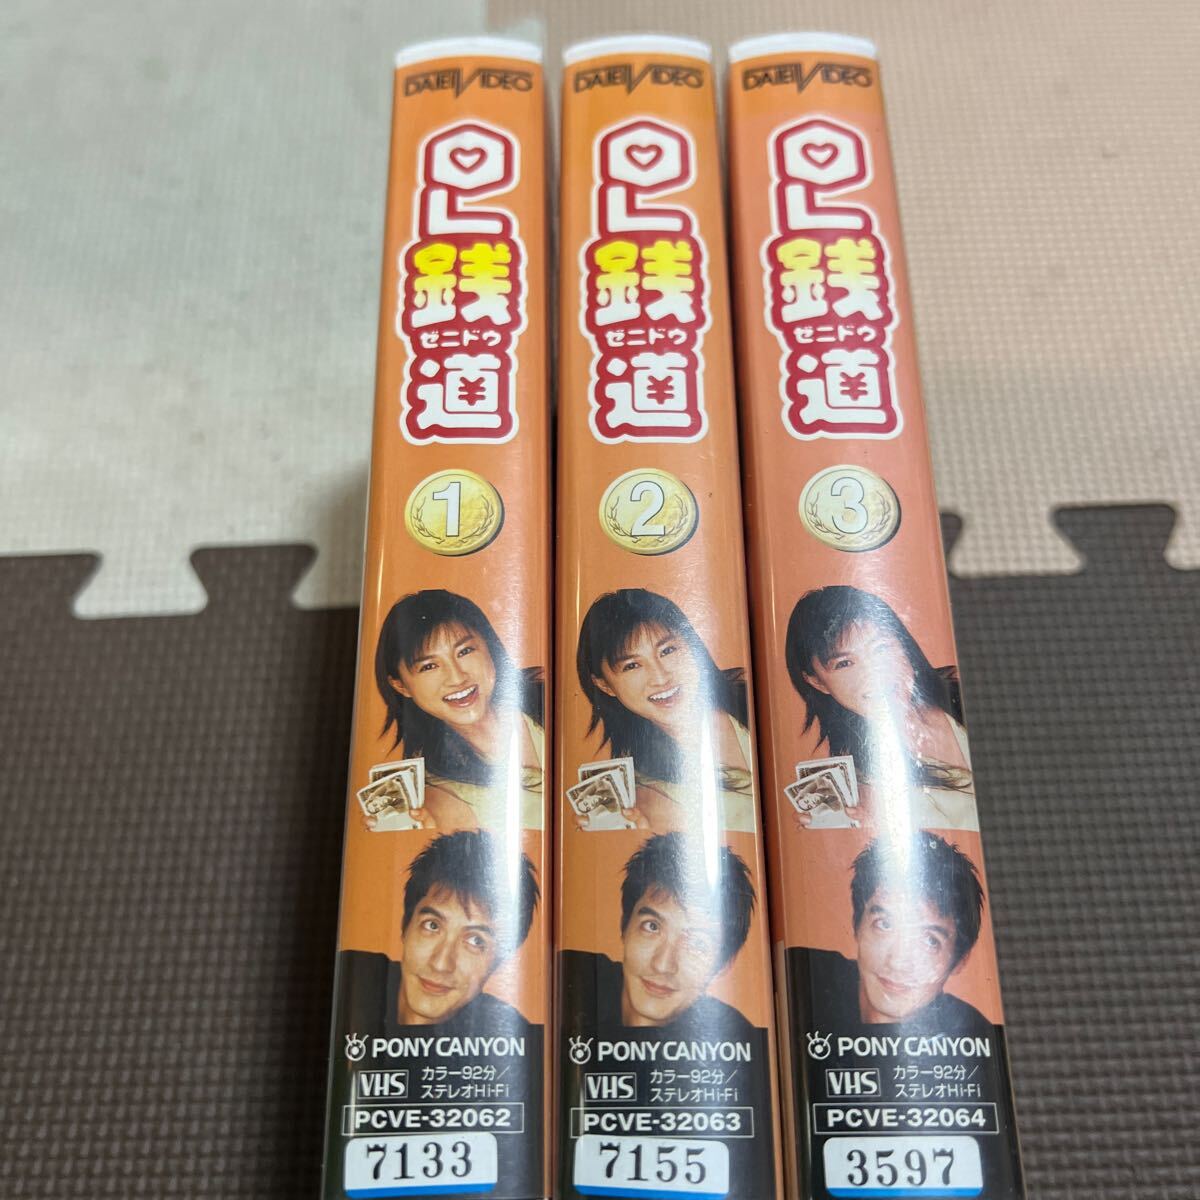 DAIEI VIDEO
OL
銭
ゼニドウ
道
1
PONY CANYON
VHS
カラー92分/
ステレオHi-Fi
PCVE-32062
7133
DAIEI VIDEO
OL
銭
ゼニドウ
道
2
PONY CANYON
VHS
カラー92分/
ステレオHi-Fi
PCVE-32063
7155
DAIEI VIDEO
OL
銭
ゼニドウ
道
3
PONY CANYON
VHS
カラー92分/
ステレオHi-Fi
PCVE-32064
3597